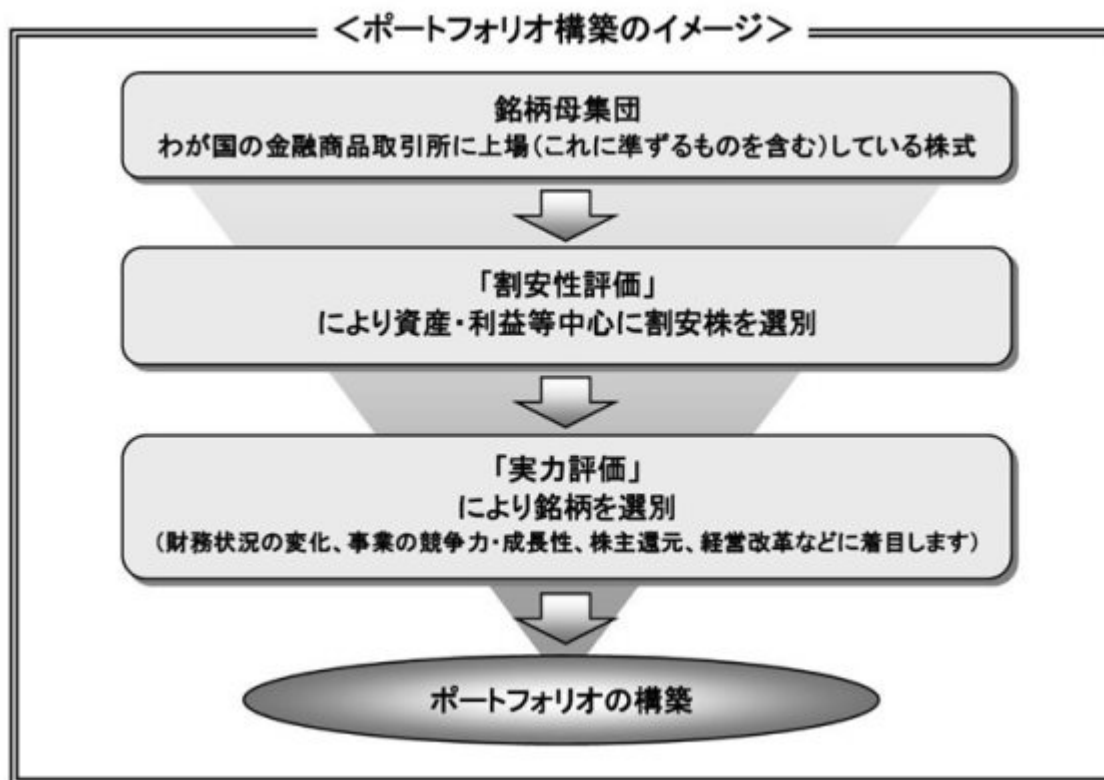 ＜ポートフォリオ構築のイメージ＞
銘柄母集団
わが国の金融商品取引所に上場（これに準ずるものを含む）している株式
「割安性評価」
により資産・利益等中心に割安株を選別
「実力評価」
により銘柄を選別
（財務状況の変化、事業の競争力・成長性、株主還元、経営改革などに着目します）
ポートフォリオの構築